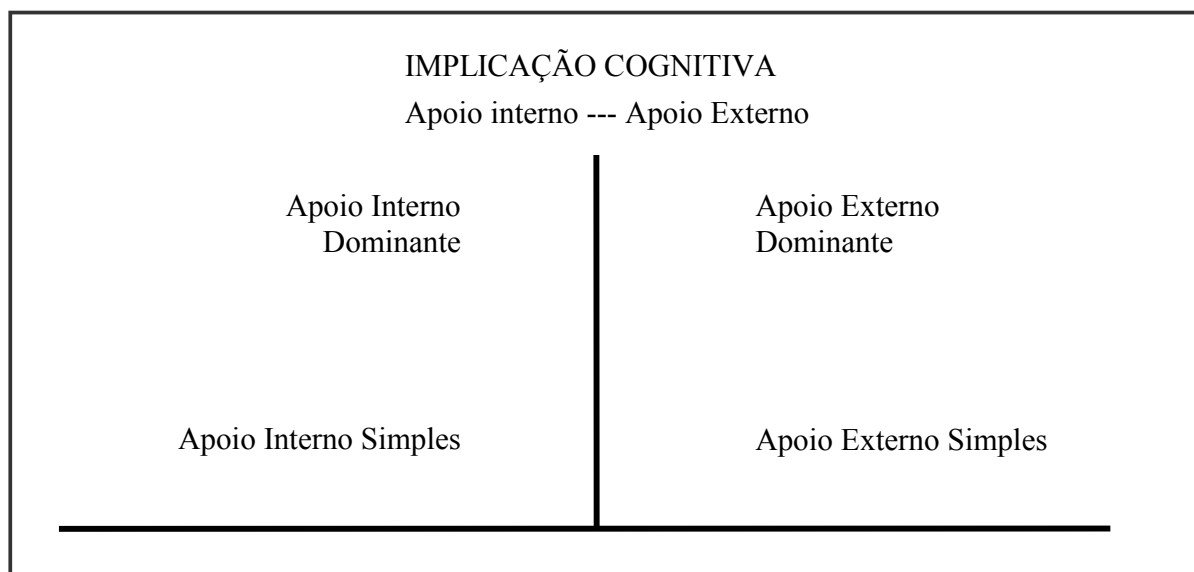 IMPLICAÇÃO COGNITIVA
Apoio interno --- Apoio Externo
Apoio Interno
Dominante
Apoio Externo
Dominante
Apoio Interno Simples
Apoio Externo Simples